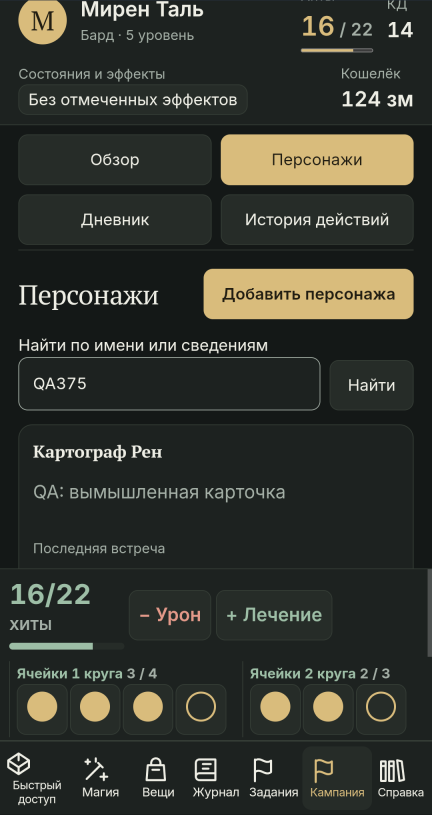 М
Мирен Таль
Бард · 5 уровень
16 / 22
КД
14
Состояния и эффекты
Без отмеченных эффектов
Кошелёк
124 зм
Обзор
Персонажи
Дневник
История действий
Персонажи
Добавить персонажа
Найти по имени или сведениям
QA375
Найти
Картограф Рен
QA: вымышленная карточка
Последняя встреча
16/22
хиты
− Урон
+ Лечение
Ячейки 1 круга 3 / 4
Ячейки 2 круга 2 / 3
Быстрый
доступ
Магия
Вещи
Журнал
Задания
Кампания
Справка